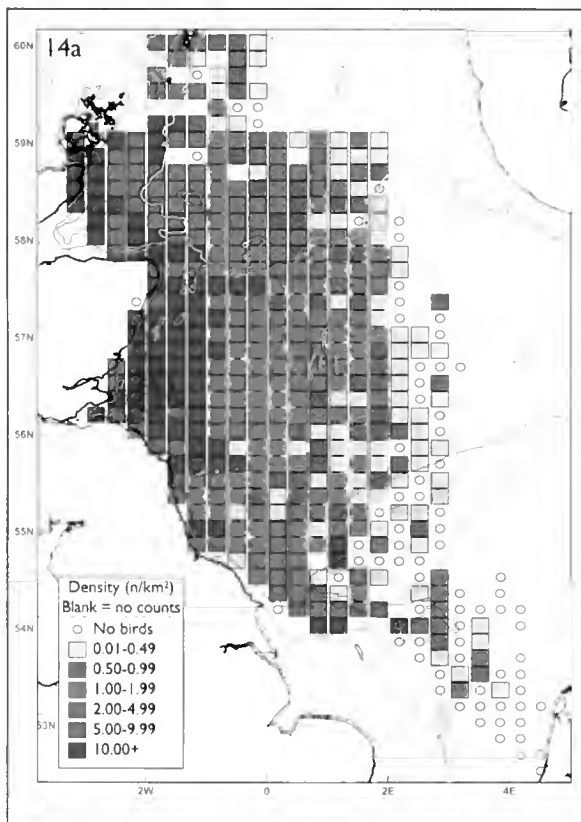 14a
60N
59N
58N
57N
56N
55N
54N
53N
Density (n/km²)
Blank = no counts
No birds
0.01-0.49
0.50-0.99
1.00-1.99
2.00-4.99
5.00-9.99
10.00+
2W
0
2E
4E